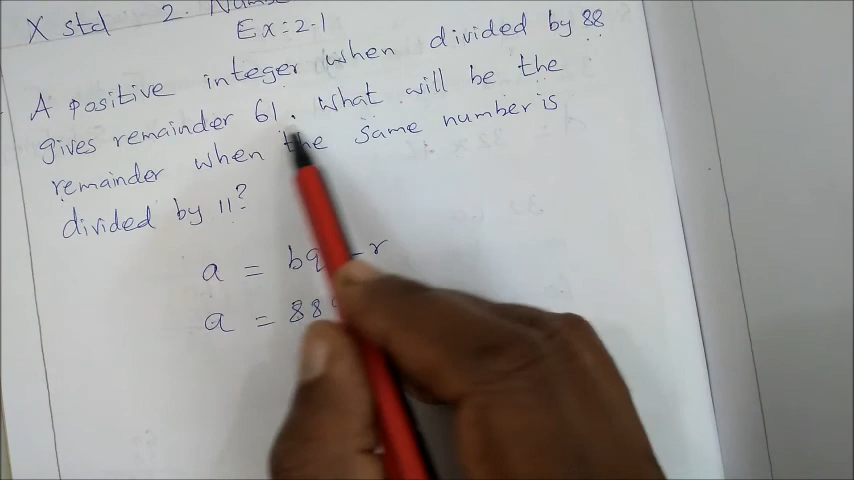 X std 2.
Ex=2.1
A positive integer when divided by 88
gives remainder 61. What will be the
remainder when the same number is
divided by 11?
a = bq r
a = 88